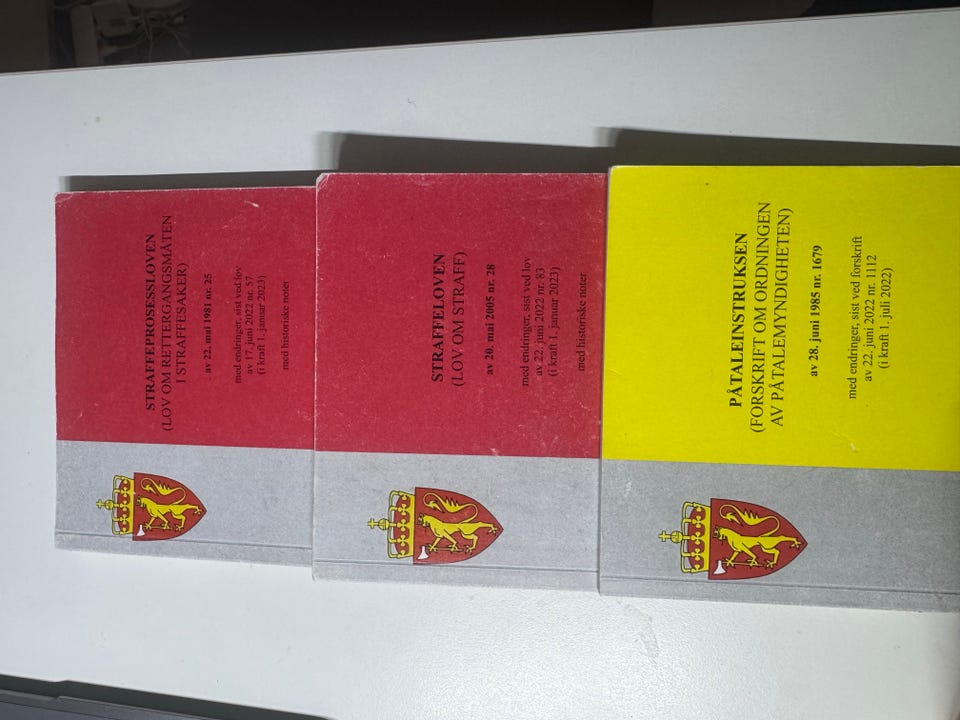 STRAFFEPROSESSLOVEN
(LOV OM RETTERGANGSMÅTEN
I STRAFFESAKER)
av 22. mai 1981 nr. 25
med endringer, sist ved lov
av 17. juni 2022 nr. 57
(i kraft 1. januar 2023)
med historiske noter
STRAFFELOVEN
(LOV OM STRAFF)
av 20. mai 2005 nr. 28
med endringer, sist ved lov
av 22. juni 2022 nr. 83
(i kraft 1. januar 2023)
med historiske noter
PÅTALEINSTRUKSEN
(FORSKRIFT OM ORDNINGEN
AV PÅTALEMYNDIGHETEN)
av 28. juni 1985 nr. 1679
med endringer, sist ved forskrift
av 22. juni 2022 nr. 1112
(i kraft 1. juli 2022)